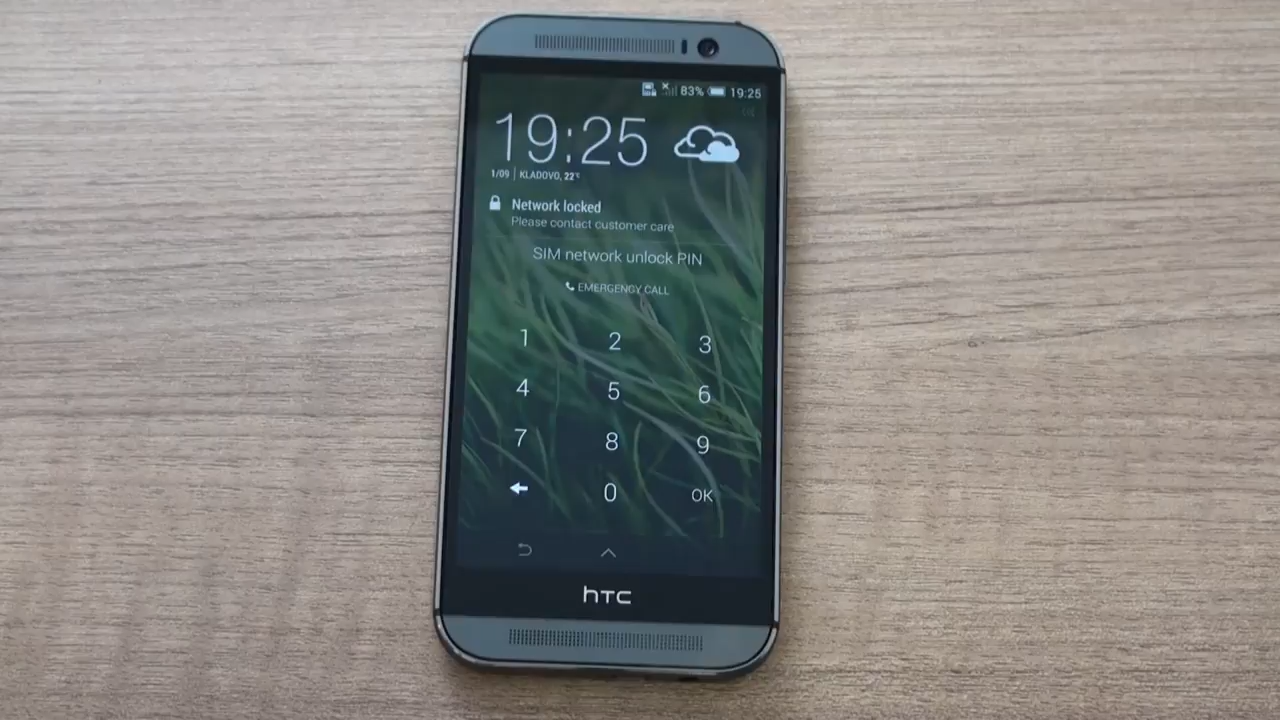 83% 19:25
19:25
1/09 | KLADOVO, 22°C
Network locked
Please contact customer care
SIM network unlock PIN
EMERGENCY CALL
1 2 3
4 5 6
7 8 9
0 OK
hTC